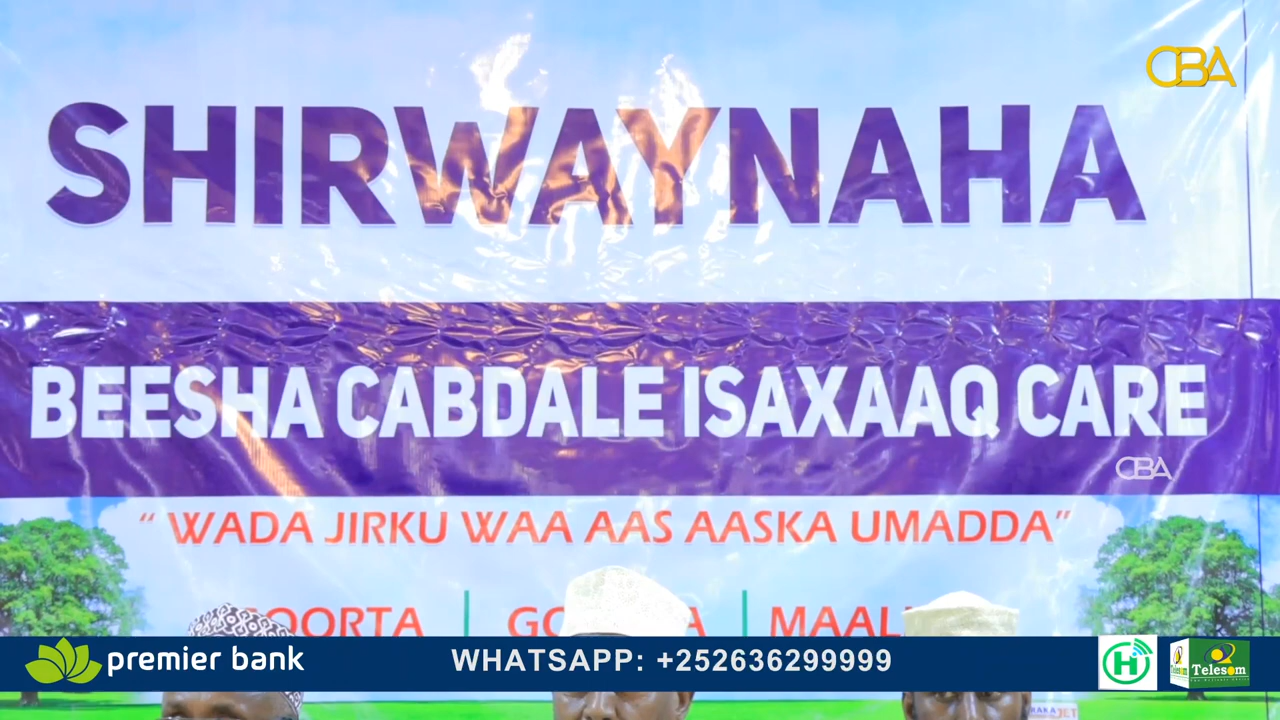 CBA
SHIRWAYNAHA
BEESHA CABDALE ISAXAAQ CARE
CBA
“ WADA JIRKU WAA AAS AASKA UMADDA”
premier bank
WHATSAPP: +252636299999
H
Telesom